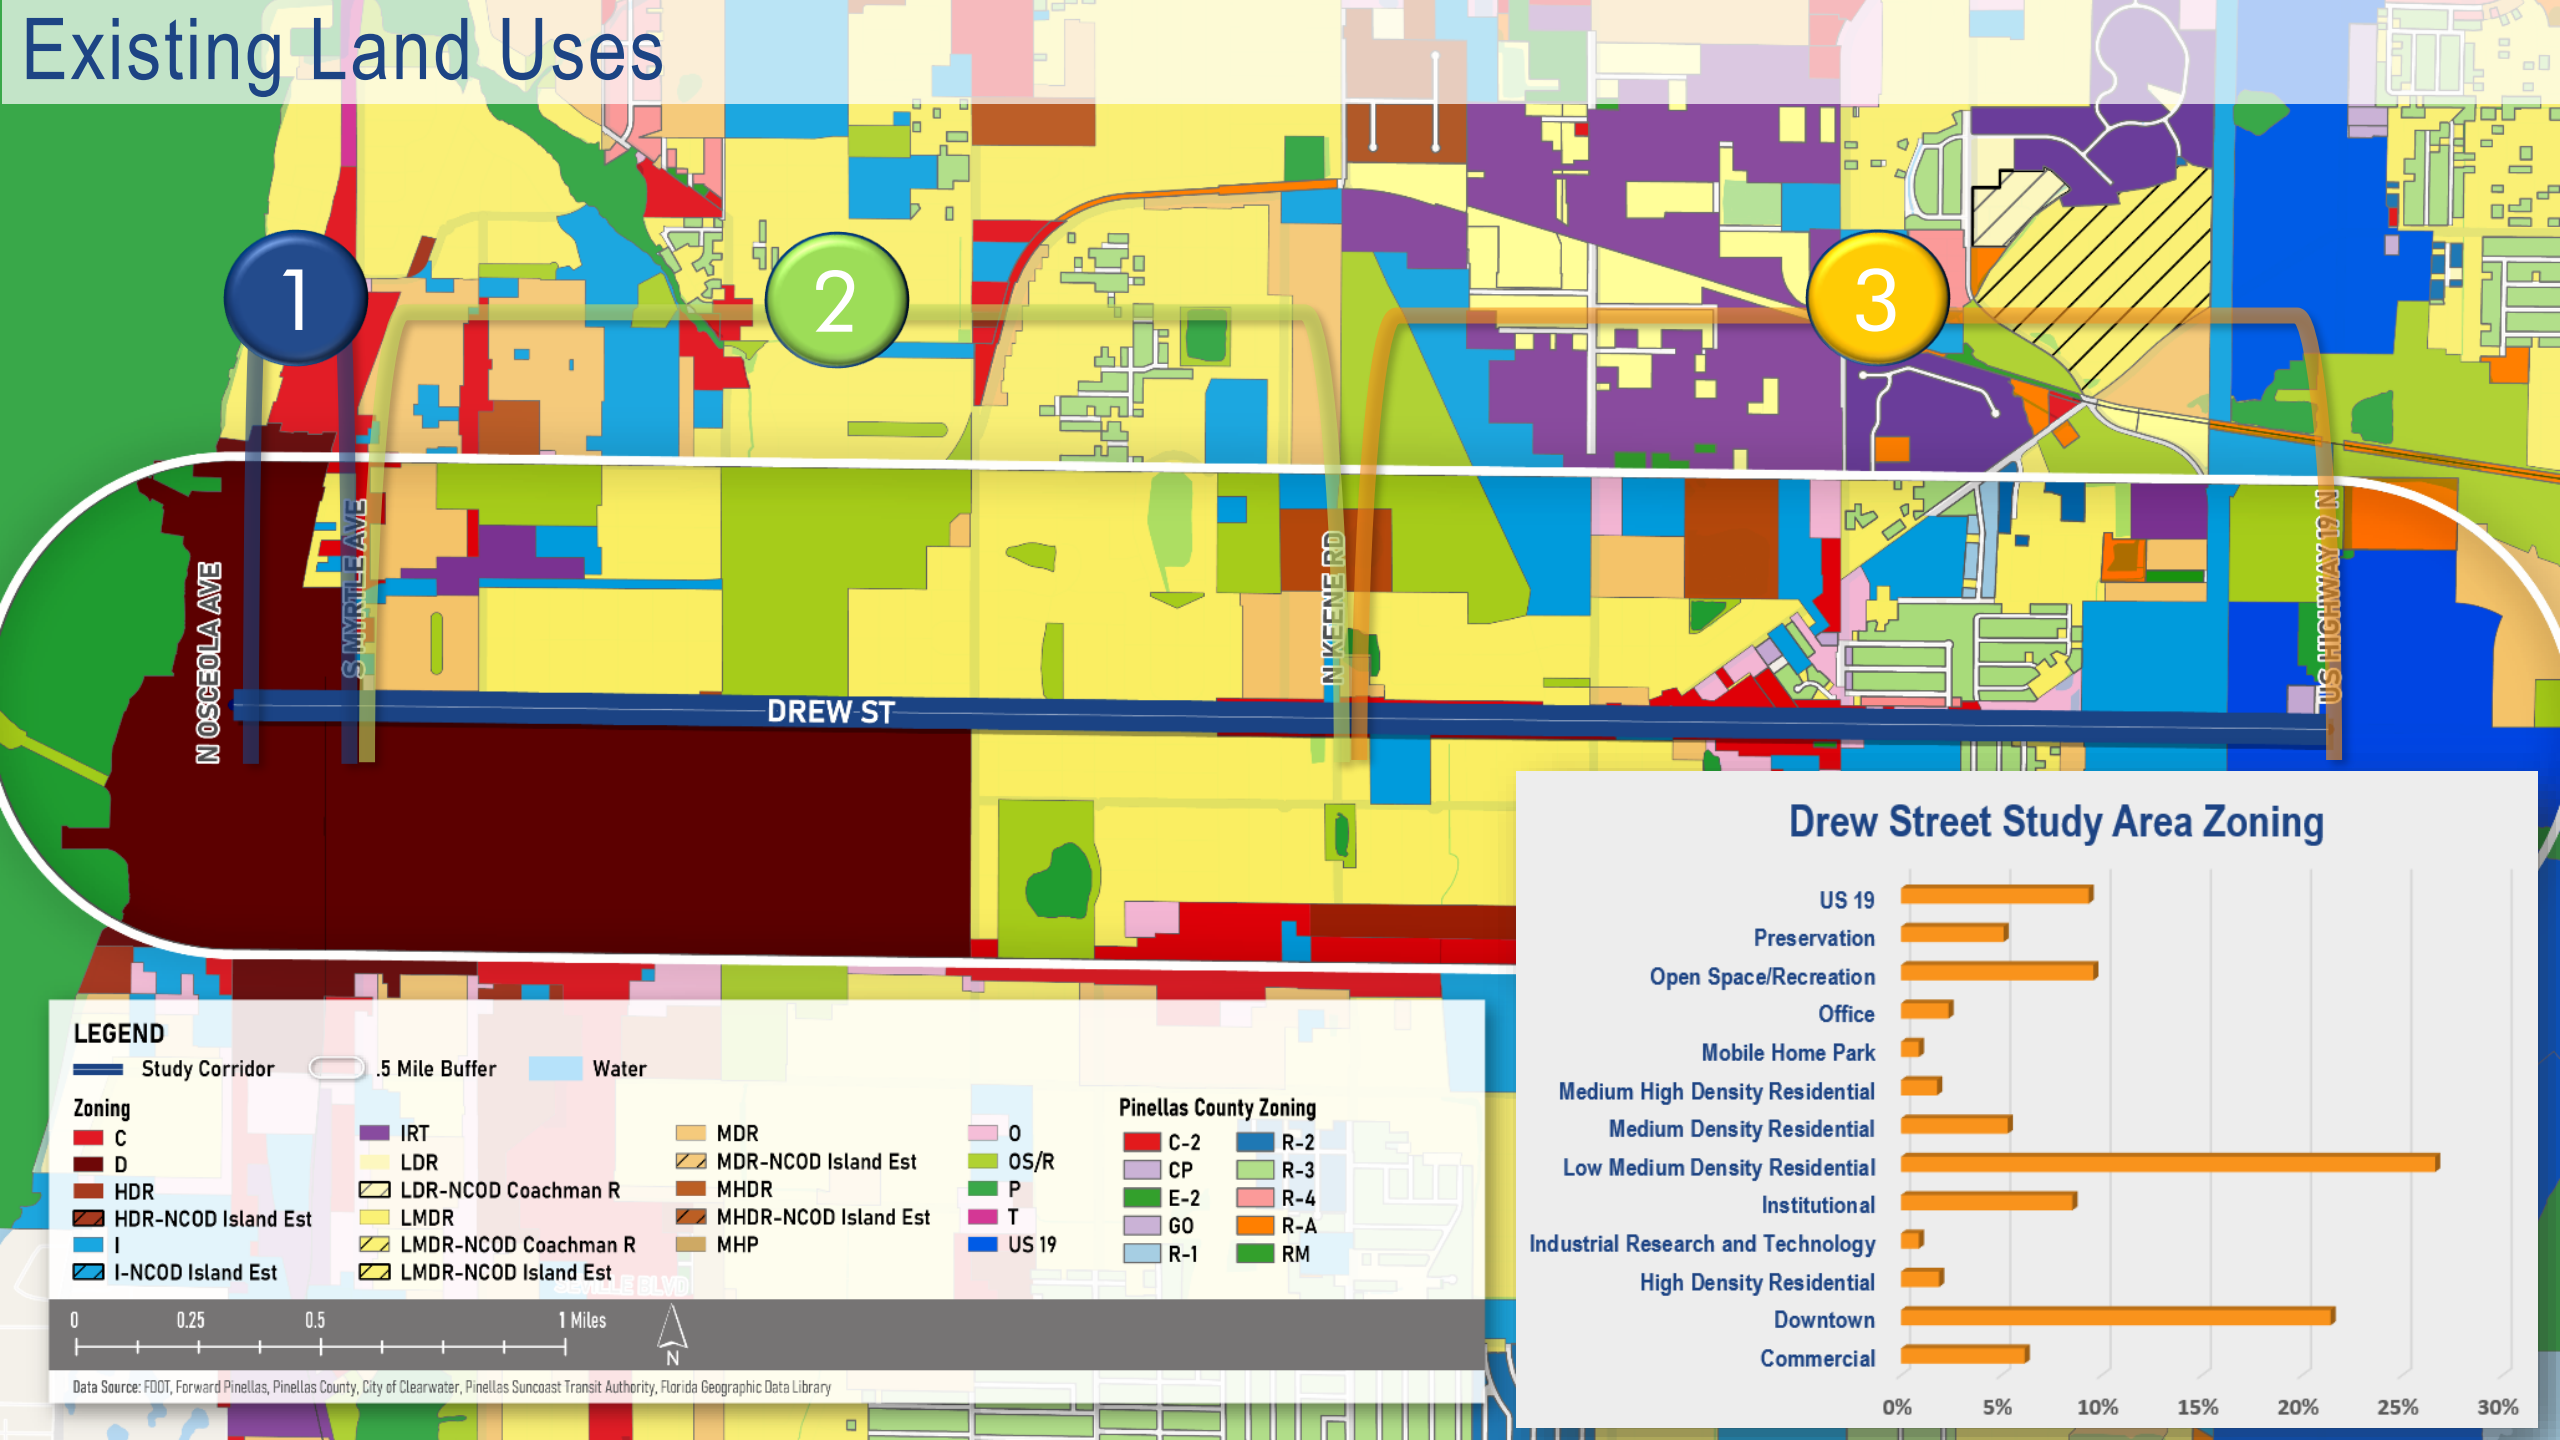 Existing Land Uses
1
2
3
N OSCEOLA AVE
S MYRTLE AVE
N KEENE RD
US HIGHWAY 19 N
DREW ST
Drew Street Study Area Zoning
US 19
Preservation
Open Space/Recreation
Office
Mobile Home Park
Medium High Density Residential
Medium Density Residential
Low Medium Density Residential
Institutional
Industrial Research and Technology
High Density Residential
Downtown
Commercial
0% 5% 10% 15% 20% 25% 30%
LEGEND
Study Corridor .5 Mile Buffer Water
Zoning
C
D
HDR
HDR-NCOD Island Est
I
I-NCOD Island Est
IRT
LDR
LDR-NCOD Coachman R
LMDR
LMDR-NCOD Coachman R
LMDR-NCOD Island Est
MDR
MDR-NCOD Island Est
MHDR
MHDR-NCOD Island Est
MHP
O
OS/R
P
T
US 19
Pinellas County Zoning
C-2
CP
E-2
GO
R-1
R-2
R-3
R-4
R-A
RM
0 0.25 0.5 1 Miles
N
Data Source: FDOT, Forward Pinellas, Pinellas County, City of Clearwater, Pinellas Suncoast Transit Authority, Florida Geographic Data Library